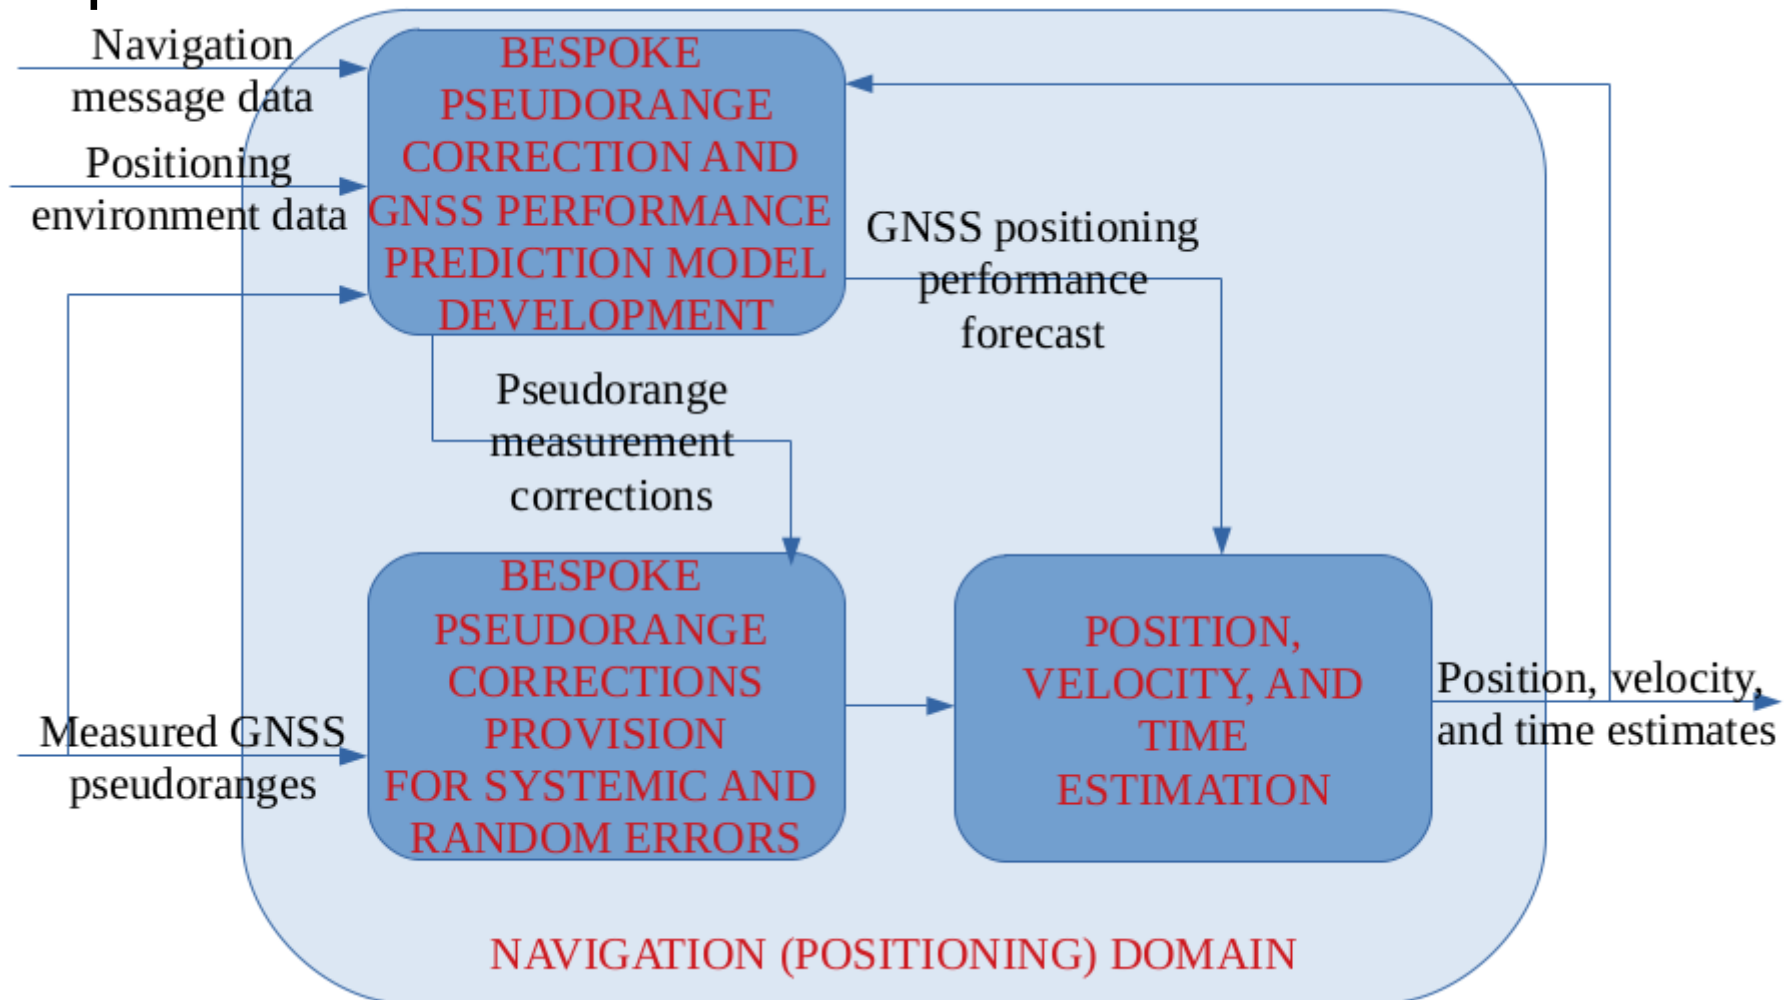 Navigation
message data
Positioning
environment data
BESPOKE
PSEUDORANGE
CORRECTION AND
GNSS PERFORMANCE
PREDICTION MODEL
DEVELOPMENT
GNSS positioning
performance
forecast
Pseudorange
measurement
corrections
Measured GNSS
pseudoranges
BESPOKE
PSEUDORANGE
CORRECTIONS
PROVISION
FOR SYSTEMIC AND
RANDOM ERRORS
POSITION,
VELOCITY, AND
TIME
ESTIMATION
Position, velocity,
and time estimates
NAVIGATION (POSITIONING) DOMAIN